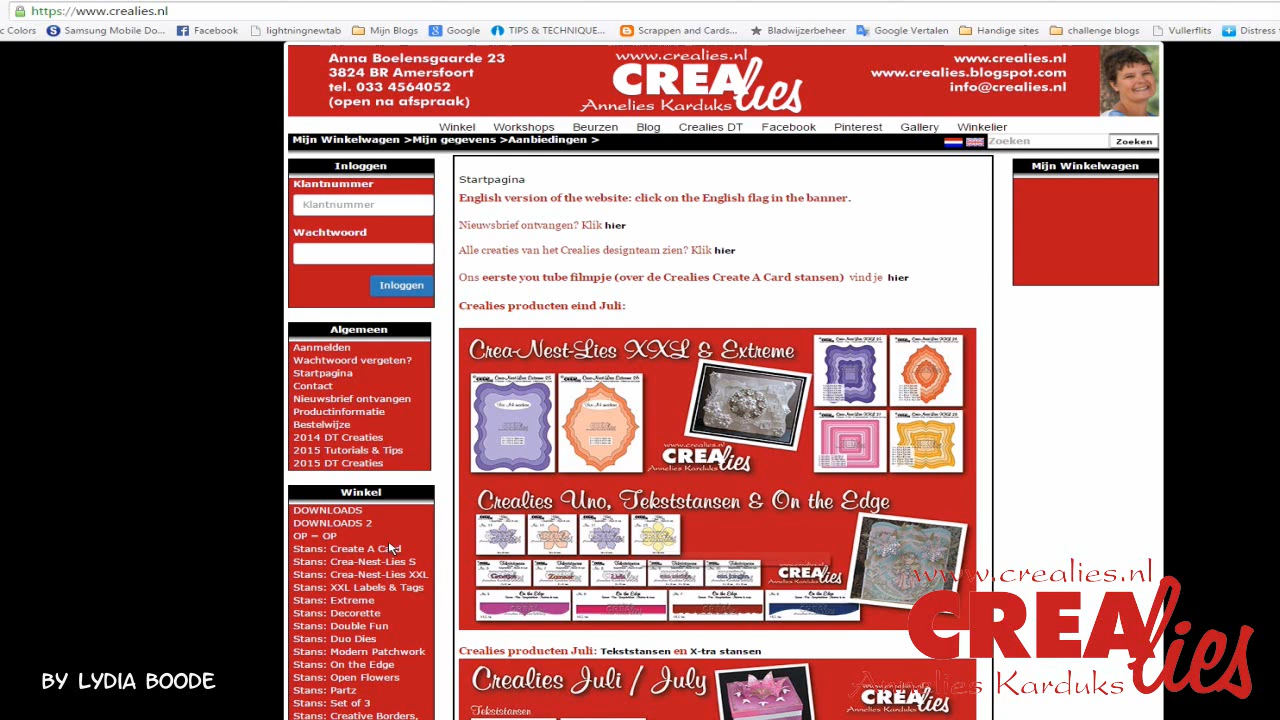 https://www.crealies.nl
c Colors
Samsung Mobile Do...
Facebook
lightningnewtab
Mijn Blogs
Google
TIPS & TECHNIQUE...
Scrappen and Cards...
Bladwijzerbeheer
Google Vertalen
Handige sites
challenge blogs
Vullerflits
Distress
Anna Boelensgaarde 23
3824 BR Amersfoort
tel. 033 4564052
(open na afspraak)
www.crealies.nl
CREAlies
Annelies Karduks
www.crealies.nl
www.crealies.blogspot.com
info@crealies.nl
Winkel Workshops Beurzen Blog Crealies DT Facebook Pinterest Gallery Winkelier
Mijn Winkelwagen >Mijn gegevens >Aanbiedingen >
Zoeken
Zoeken
Inloggen
Klantnummer
Klantnummer
Wachtwoord
Inloggen
Algemeen
Aanmelden
Wachtwoord vergeten?
Startpagina
Contact
Nieuwsbrief ontvangen
Productinformatie
Bestelwijze
2014 DT Creaties
2015 Tutorials & Tips
2015 DT Creaties
Winkel
DOWNLOADS
DOWNLOADS 2
OP = OP
Stans: Create A Card
Stans: Crea-Nest-Lies S
Stans: Crea-Nest-Lies XXL
Stans: XXL Labels & Tags
Stans: Extreme
Stans: Decorette
Stans: Double Fun
Stans: Duo Dies
Stans: Modern Patchwork
Stans: On the Edge
Stans: Open Flowers
Stans: Partz
Stans: Set of 3
Stans: Creative Borders,
Startpagina
English version of the website: click on the English flag in the banner.
Nieuwsbrief ontvangen? Klik hier
Alle creaties van het Crealies designteam zien? Klik hier
Ons eerste you tube filmpje (over de Crealies Create A Card stansen) vind je hier
Crealies producten eind Juli:
Crea-Nest-Lies XXL & Extreme
www.crealies.nl
CREAlies
Annelies Karduks
Crealies Uno, Tekststansen & On the Edge
CREAlies
Crealies producten Juli: Tekststansen en X-tra stansen
Crealies Juli / July
Tekststansen
CREAlies
Mijn Winkelwagen
www.crealies.nl
CREAlies
Annelies Karduks
BY LYDIA BOODE